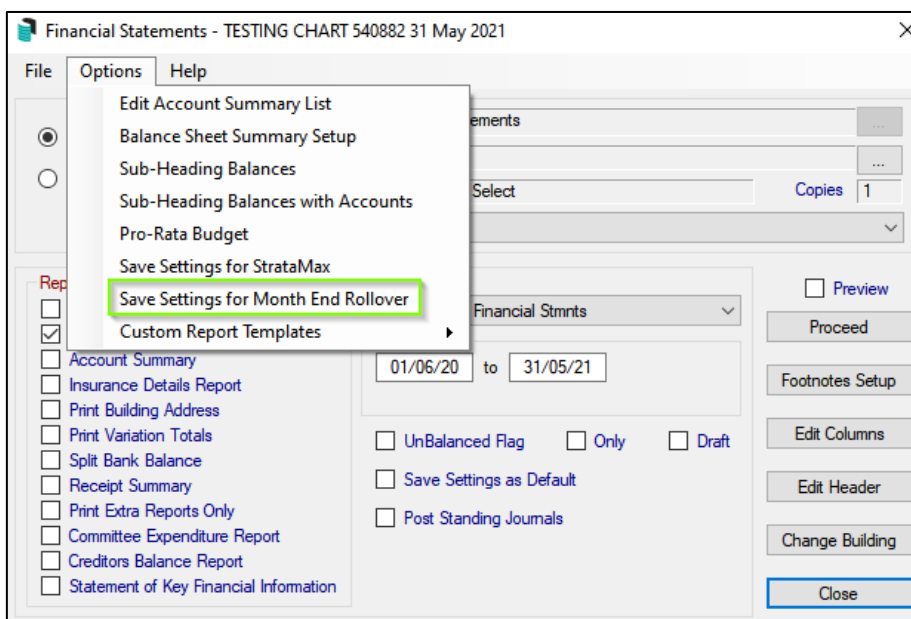 Financial Statements - TESTING CHART 540882 31 May 2021
File Options Help
Edit Account Summary List
Balance Sheet Summary Setup
Sub-Heading Balances
Sub-Heading Balances with Accounts
Pro-Rata Budget
Save Settings for StrataMax
Save Settings for Month End Rollover
Custom Report Templates
ements
...
...
Select
Copies 1
Rep
Account Summary
Insurance Details Report
Print Building Address
Print Variation Totals
Split Bank Balance
Receipt Summary
Print Extra Reports Only
Committee Expenditure Report
Creditors Balance Report
Statement of Key Financial Information
Financial Stmnts
01/06/20 to 31/05/21
UnBalanced Flag Only Draft
Save Settings as Default
Post Standing Journals
Preview
Proceed
Footnotes Setup
Edit Columns
Edit Header
Change Building
Close